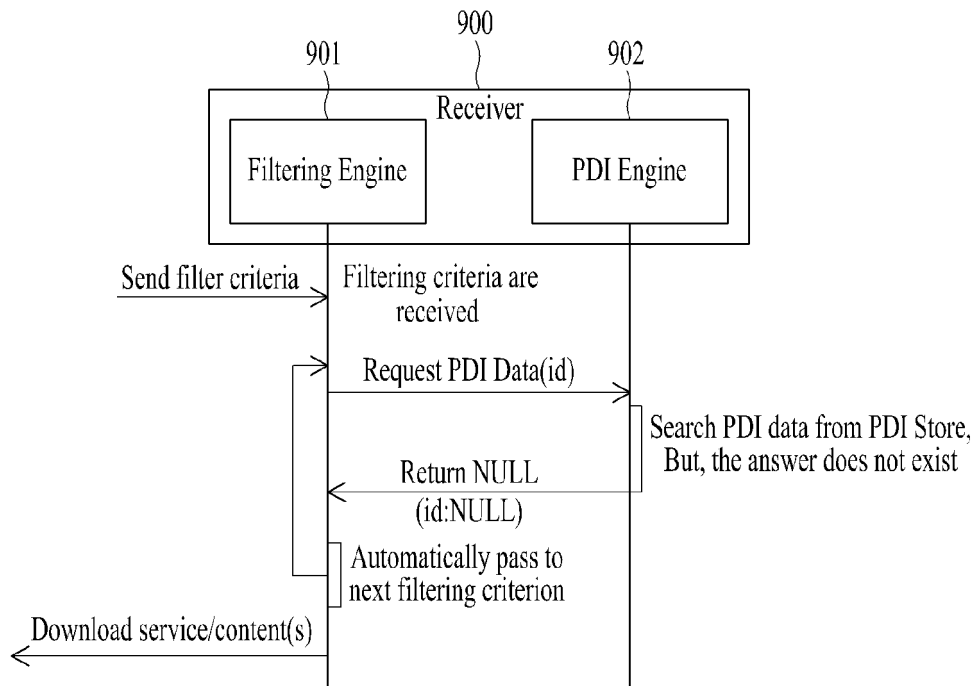 900
901
902
Receiver
Filtering Engine
PDI Engine
Send filter criteria
Filtering criteria are
received
Request PDI Data(id)
Search PDI data from PDI Store,
But, the answer does not exist
Return NULL
(id:NULL)
Automatically pass to
next filtering criterion
Download service/content(s)